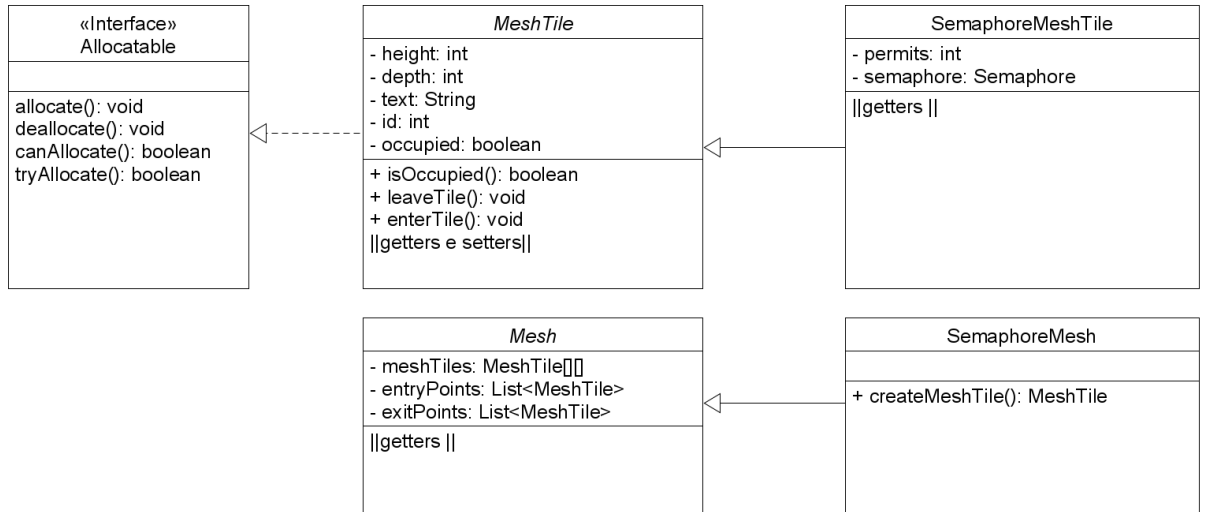 «Interface»
Allocatable
allocate(): void
deallocate(): void
canAllocate(): boolean
tryAllocate(): boolean
MeshTile
- height: int
- depth: int
- text: String
- id: int
- occupied: boolean
+ isOccupied(): boolean
+ leaveTile(): void
+ enterTile(): void
||getters e setters||
SemaphoreMeshTile
- permits: int
- semaphore: Semaphore
||getters ||
Mesh
- meshTiles: MeshTile[][]
- entryPoints: List<MeshTile>
- exitPoints: List<MeshTile>
||getters ||
SemaphoreMesh
+ createMeshTile(): MeshTile